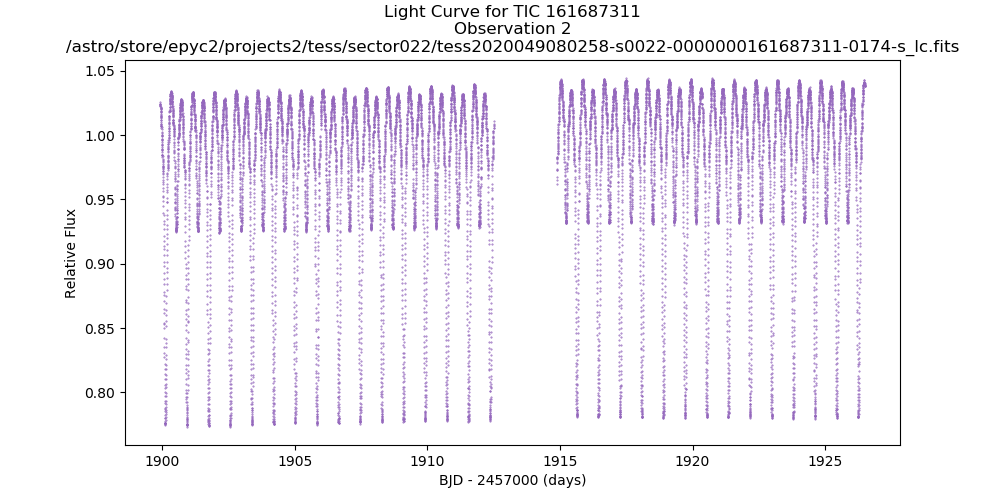 Light Curve for TIC 161687311
Observation 2
/astro/store/epyc2/projects2/tess/sector022/tess2020049080258-s0022-0000000161687311-0174-s_lc.fits
1.05
1.00
0.95
0.90
0.85
0.80
Relative Flux
1900 1905 1910 1915 1920 1925
BJD - 2457000 (days)